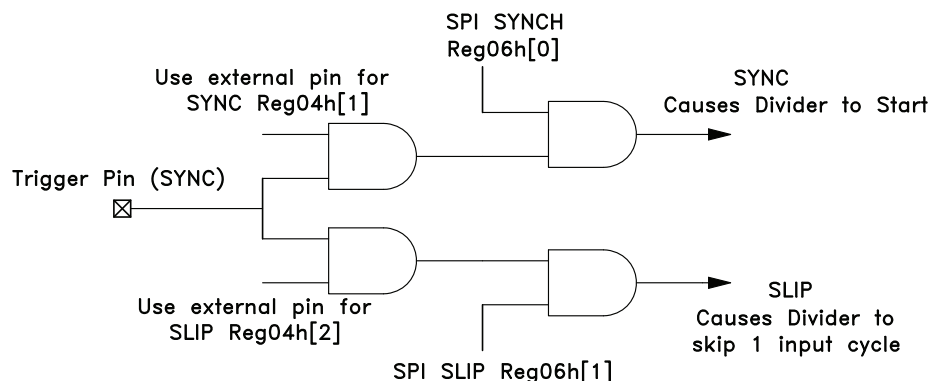 SPI SYNCH
Reg06h[0]
Use external pin for
SYNC Reg04h[1]
SYNC
Causes Divider to Start
Trigger Pin (SYNC)
Use external pin for
SLIP Reg04h[2]
SLIP
Causes Divider to
skip 1 input cycle
SPI SLIP Reg06h[1]